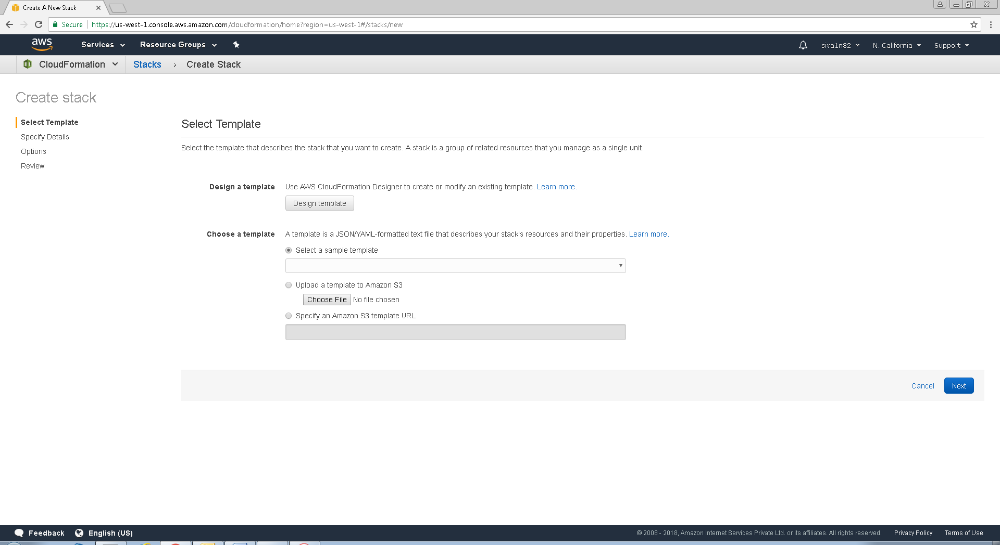 Create A New Stack
Secure https://us-west-1.console.aws.amazon.com/cloudformation/home?region=us-west-1#/stacks/new
aws Services Resource Groups siva1n82 N. California Support
CloudFormation Stacks › Create Stack
Create stack
Select Template
Specify Details
Options
Review
Select Template
Select the template that describes the stack that you want to create. A stack is a group of related resources that you manage as a single unit.
Design a template Use AWS CloudFormation Designer to create or modify an existing template. Learn more.
Design template
Choose a template A template is a JSON/YAML-formatted text file that describes your stack's resources and their properties. Learn more.
Select a sample template
Upload a template to Amazon S3
Choose File No file chosen
Specify an Amazon S3 template URL
Cancel Next
Feedback English (US) © 2008 - 2018, Amazon Internet Services Private Ltd. or its affiliates. All rights reserved. Privacy Policy Terms of Use